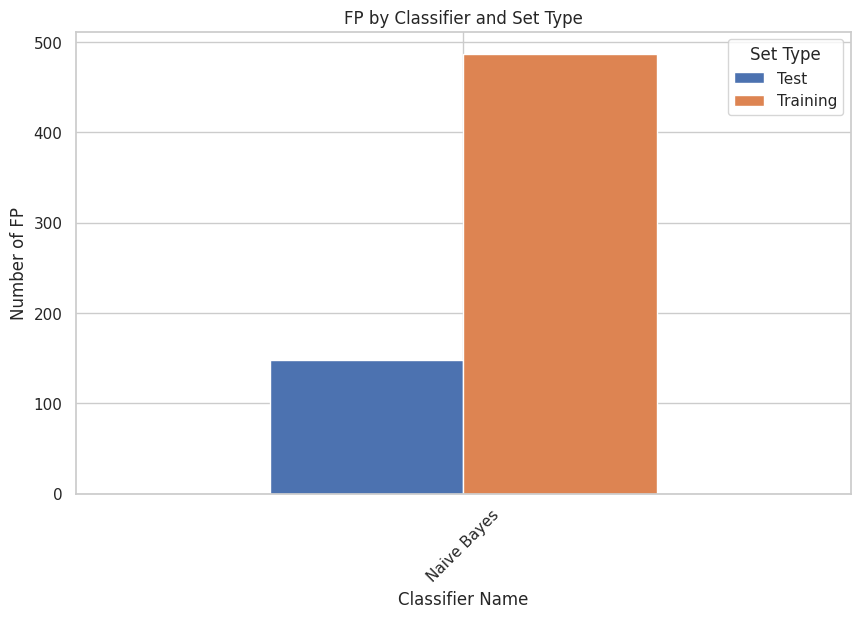 FP by Classifier and Set Type
Set Type
Test
Training
500
400
300
200
100
0
Number of FP
Naive Bayes
Classifier Name